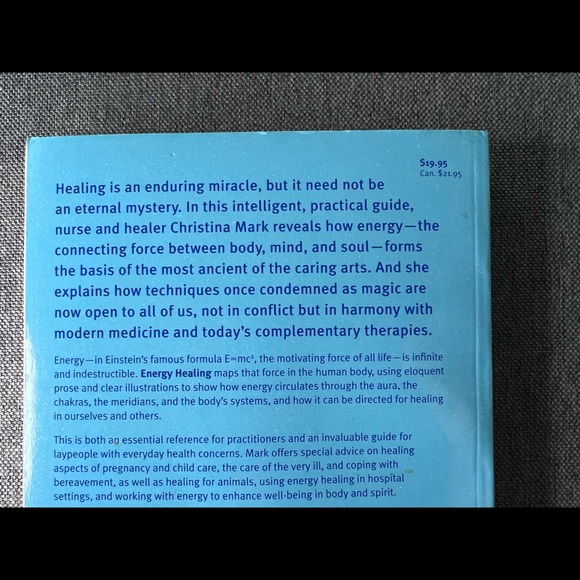 $19.95
Can. $21.95
Healing is an enduring miracle, but it need not be
an eternal mystery. In this intelligent, practical guide,
nurse and healer Christina Mark reveals how energy—the
connecting force between body, mind, and soul—forms
the basis of the most ancient of the caring arts. And she
explains how techniques once condemned as magic are
now open to all of us, not in conflict but in harmony with
modern medicine and today's complementary therapies.
Energy—in Einstein's famous formula E=mc², the motivating force of all life—is infinite
and indestructible. Energy Healing maps that force in the human body, using eloquent
prose and clear illustrations to show how energy circulates through the aura, the
chakras, the meridians, and the body's systems, and how it can be directed for healing
in ourselves and others.
This is both an essential reference for practitioners and an invaluable guide for
laypeople with everyday health concerns. Mark offers special advice on healing
aspects of pregnancy and child care, the care of the very ill, and coping with
bereavement, as well as healing for animals, using energy healing in hospital
settings, and working with energy to enhance well-being in body and spirit.